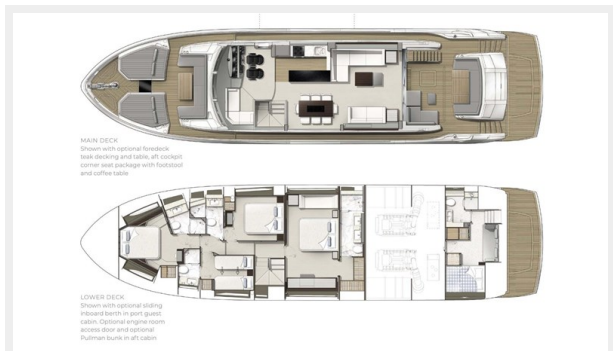 MAIN DECK
Shown with optional foredeck
teak decking and table, aft cockpit
corner seat package with footstool
and coffee table
LOWER DECK
Shown with optional sliding
inboard berth in port guest
cabin. Optional engine room
access door and optional
Pullman bunk in aft cabin